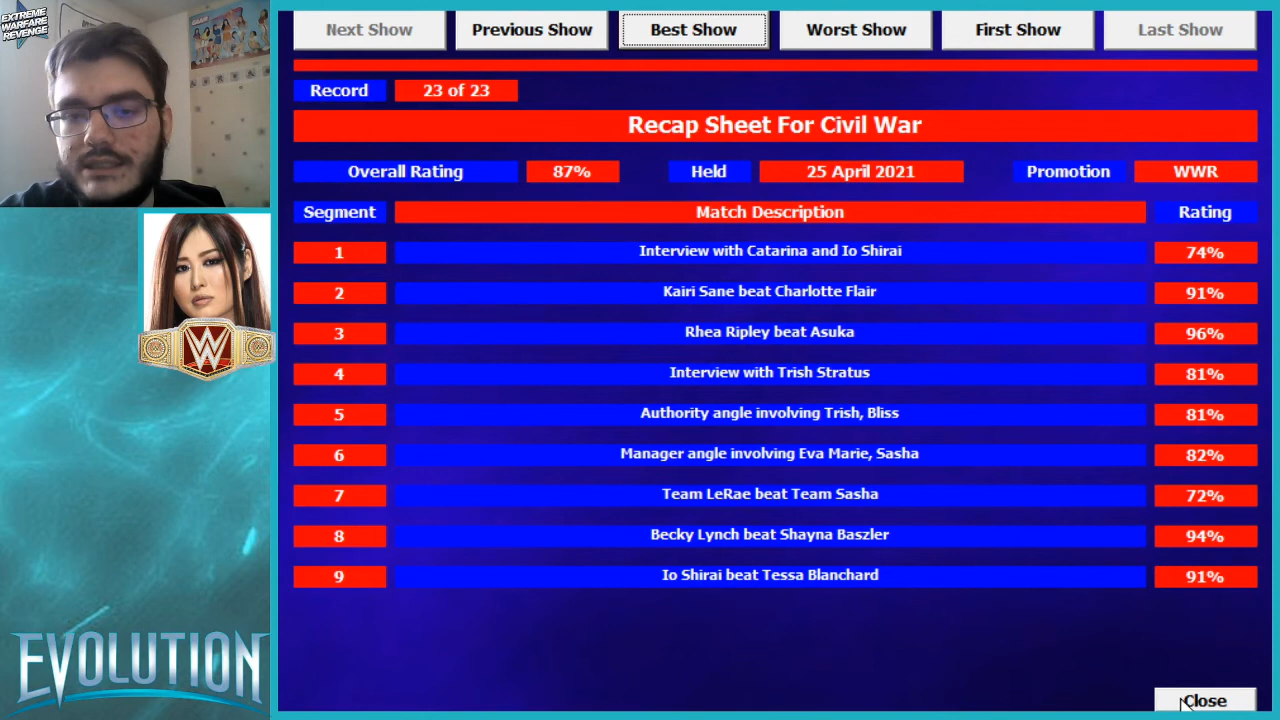 EXTREME
WARFARE
REVENGE
Next Show
Previous Show
Best Show
Worst Show
First Show
Last Show
Record
23 of 23
Recap Sheet For Civil War
Overall Rating
87%
Held
25 April 2021
Promotion
WWR
Segment
Match Description
Rating
1
Interview with Catarina and Io Shirai
74%
2
Kairi Sane beat Charlotte Flair
91%
3
Rhea Ripley beat Asuka
96%
4
Interview with Trish Stratus
81%
5
Authority angle involving Trish, Bliss
81%
6
Manager angle involving Eva Marie, Sasha
82%
7
Team LeRae beat Team Sasha
72%
8
Becky Lynch beat Shayna Baszler
94%
9
Io Shirai beat Tessa Blanchard
91%
W
EVOLUTION
Close